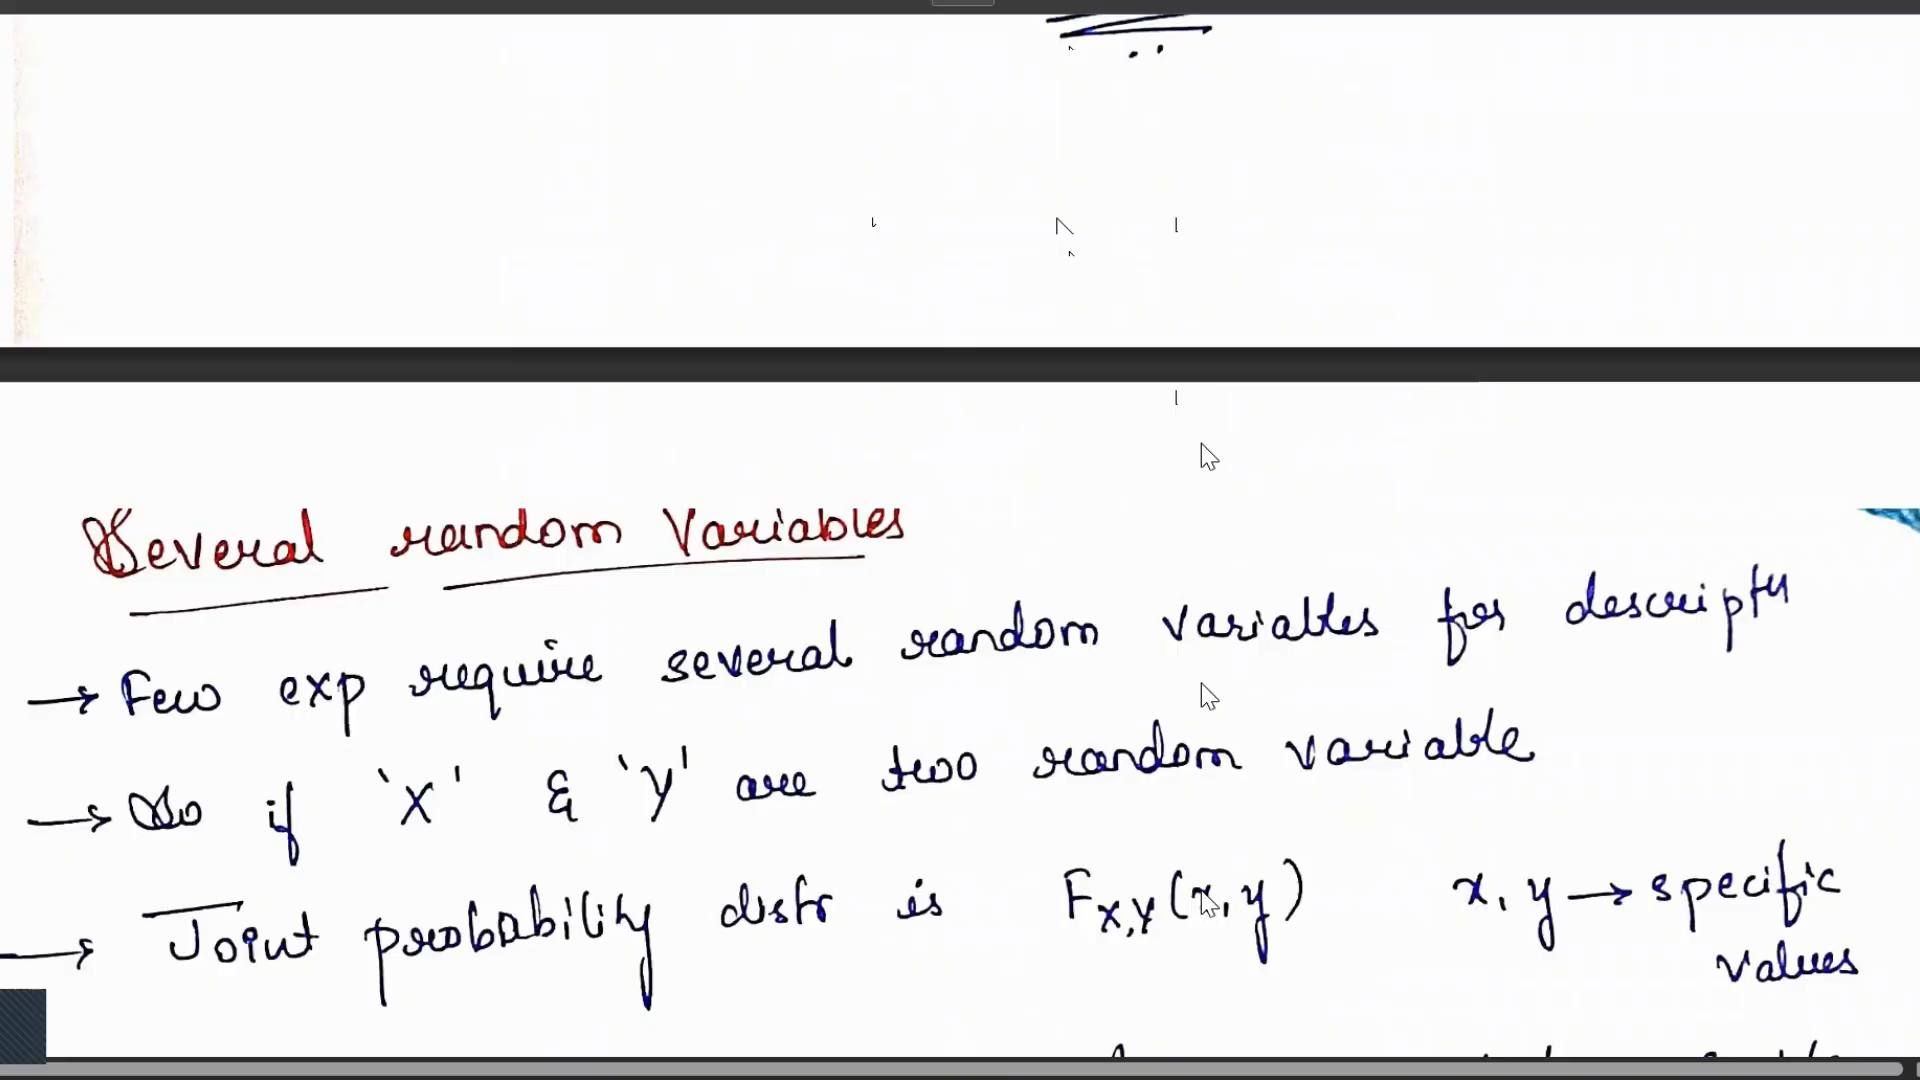 Several random Variables
→ Few exp require several random variables for descriptn
→ So if 'X' & 'Y' are two random variable
→ Joint probability distr is F_{X,Y}(x,y) x, y → specific
values